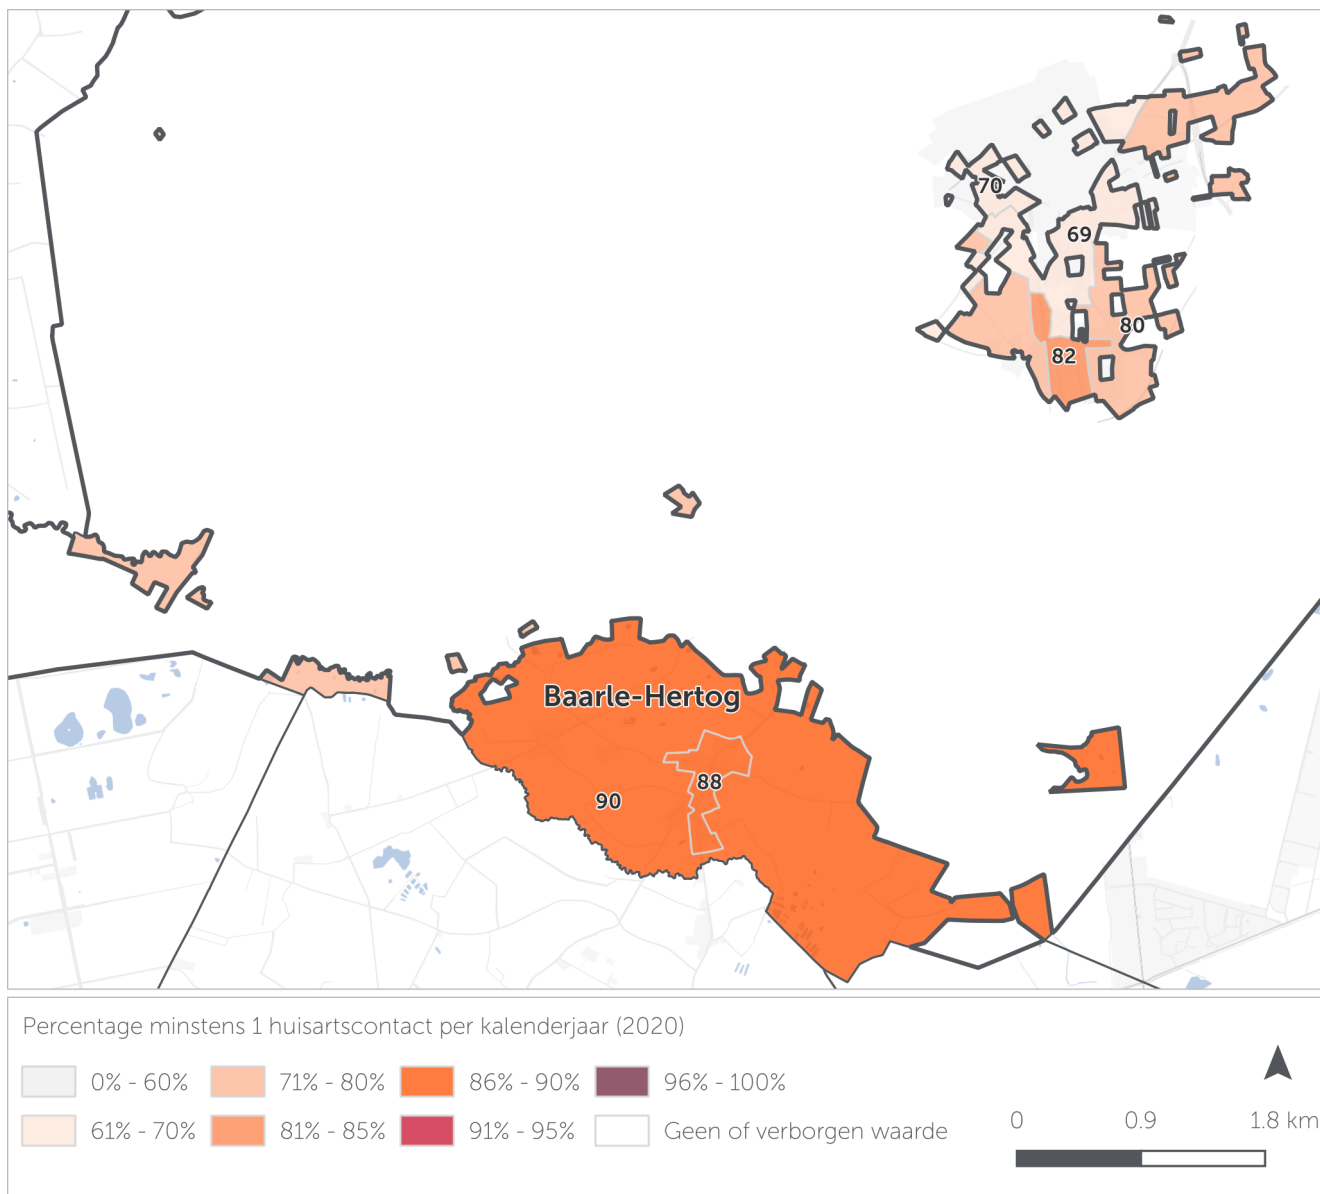 70
69
80
82
Baarle-Hertog
88
90
Percentage minstens 1 huisartscontact per kalenderjaar (2020)
0% - 60%
71% - 80%
86% - 90%
96% - 100%
61% - 70%
81% - 85%
91% - 95%
Geen of verborgen waarde
0 0.9 1.8 km